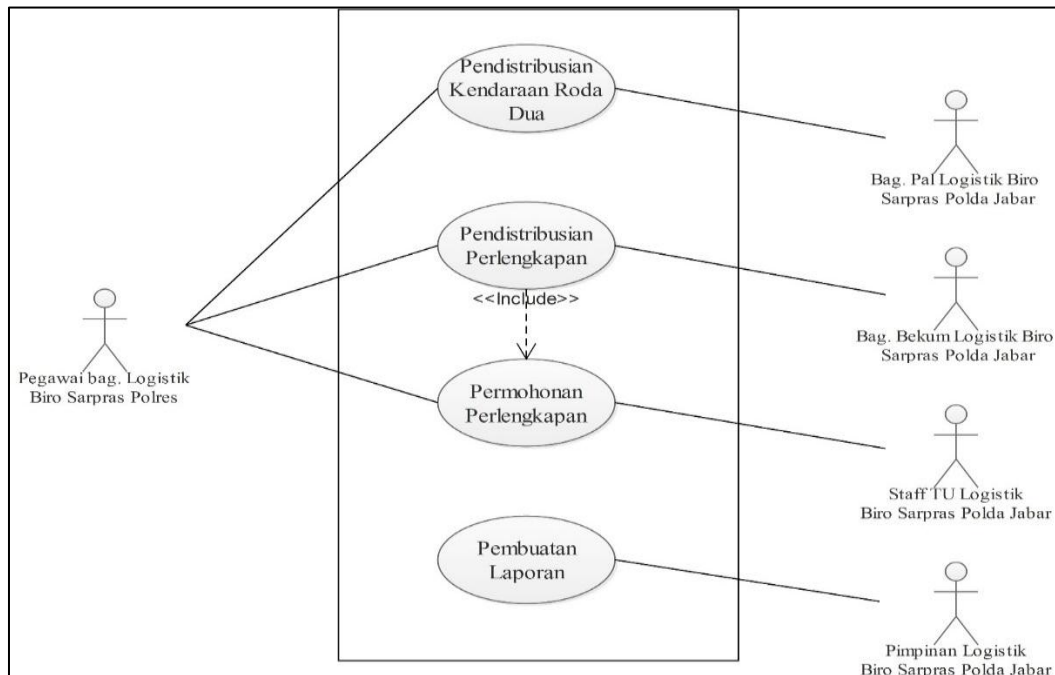 Pendistribusian
Kendaraan Roda
Dua
Bag. Pal Logistik Biro
Sarpras Polda Jabar
Pendistribusian
Perlengkapan
<<Include>>
Bag. Bekum Logistik Biro
Sarpras Polda Jabar
Pegawai bag. Logistik
Biro Sarpras Polres
Permohonan
Perlengkapan
Staff TU Logistik
Biro Sarpras Polda Jabar
Pembuatan
Laporan
Pimpinan Logistik
Biro Sarpras Polda Jabar